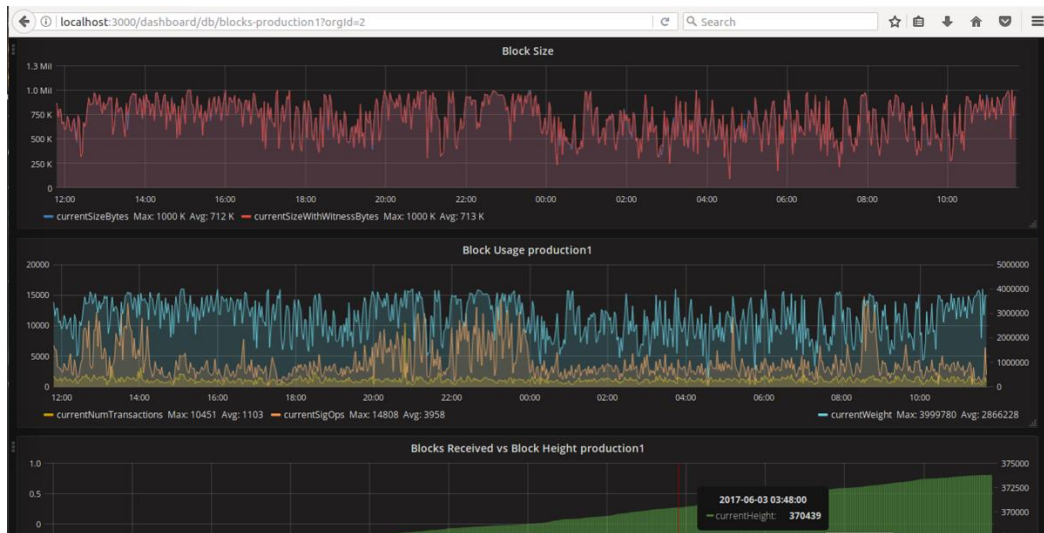 localhost:3000/dashboard/db/blocks-production1?orgId=2
Search
Block Size
1.3 Mil
1.0 Mil
750 K
500 K
250 K
0
12:00 14:00 16:00 18:00 20:00 22:00 00:00 02:00 04:00 06:00 08:00 10:00
currentSizeBytes Max: 1000 K Avg: 712 K currentSizeWithWitnessBytes Max: 1000 K Avg: 713 K
Block Usage production1
20000 5000000
15000 4000000
10000 3000000
2000000
5000 1000000
0 0
12:00 14:00 16:00 18:00 20:00 22:00 00:00 02:00 04:00 06:00 08:00 10:00
currentNumTransactions Max: 10451 Avg: 1103 currentSigOps Max: 14808 Avg: 3958 currentWeight Max: 3999780 Avg: 2866228
Blocks Received vs Block Height production1
1.0 375000
0.5 372500
2017-06-03 03:48:00
0 370000
currentHeight: 370439